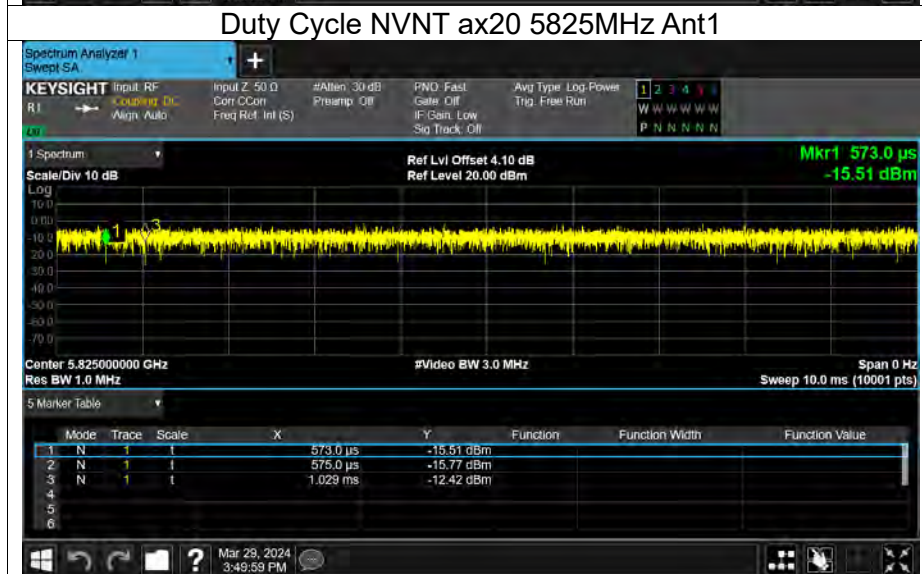 Duty Cycle NVNT ax20 5825MHz Ant1
Spectrum Analyzer 1
Swept SA
+
KEYSIGHT Input: RF Input Z: 50 Ω #Atten: 30 dB PNO: Fast Avg Type: Log-Power 1 2 3 4 5 6
Coupling: DC Corr CCorr Preamp: Off Gate: Off Trig: Free Run W W W W W W
Align: Auto Freq Ref: Int (S) IF Gain: Low
Sig Track: Off P N N N N N
1 Spectrum
Ref Lvl Offset 4.10 dB Mkr1 573.0 µs
Scale/Div 10 dB Ref Level 20.00 dBm -15.51 dBm
Log
10.0
0.00
-10.0 1 3
-20.0
-30.0
-40.0
-50.0
-60.0
-70.0
Center 5.825000000 GHz #Video BW 3.0 MHz Span 0 Hz
Res BW 1.0 MHz Sweep 10.0 ms (10001 pts)
5 Marker Table
Mode Trace Scale X Y Function Function Width Function Value
1 N 1 t 573.0 µs -15.51 dBm
2 N 1 t 575.0 µs -15.77 dBm
3 N 1 t 1.029 ms -12.42 dBm
4
5
6
? Mar 29, 2024
3:49:59 PM